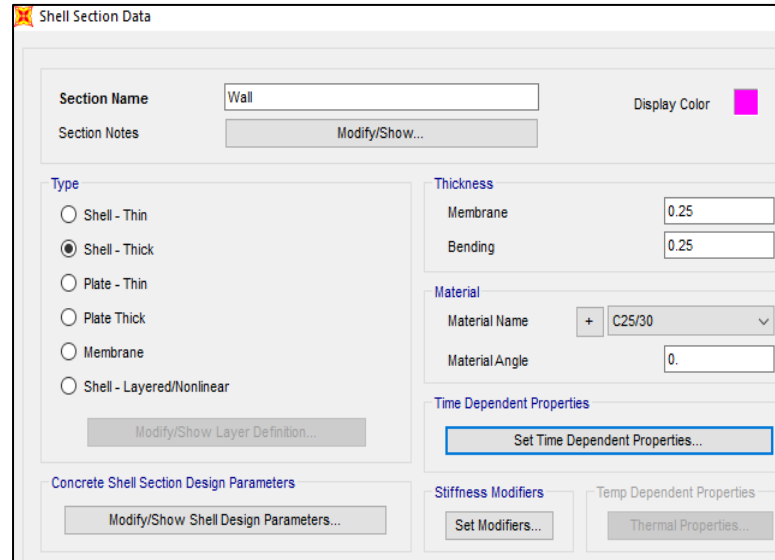 Shell Section Data
Section Name
Wall
Display Color
Section Notes
Modify/Show...
Type
Shell - Thin
Shell - Thick
Plate - Thin
Plate Thick
Membrane
Shell - Layered/Nonlinear
Modify/Show Layer Definition...
Thickness
Membrane
0.25
Bending
0.25
Material
Material Name
+
C25/30
Material Angle
0.
Time Dependent Properties
Set Time Dependent Properties...
Concrete Shell Section Design Parameters
Modify/Show Shell Design Parameters...
Stiffness Modifiers
Set Modifiers...
Temp Dependent Properties
Thermal Properties...